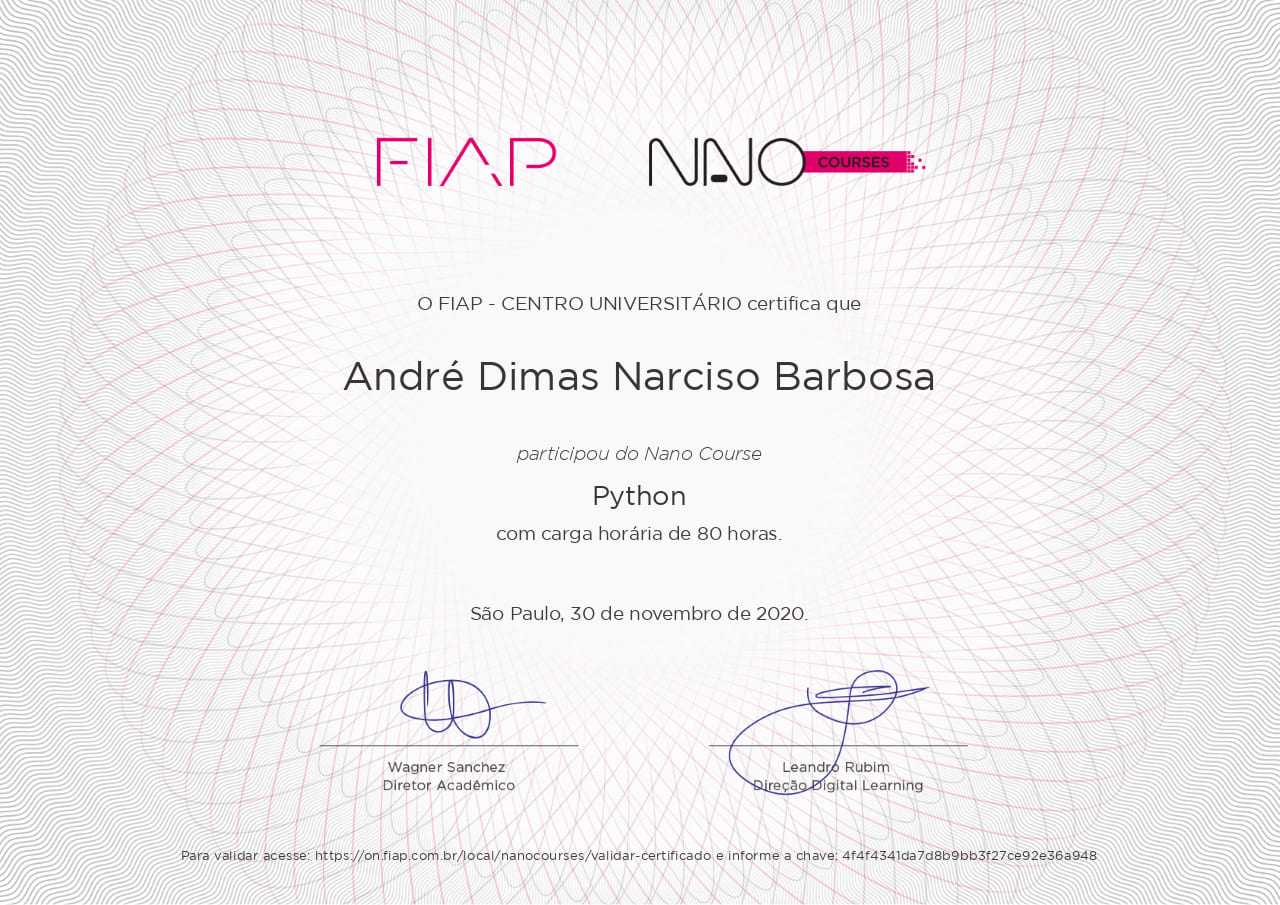 FIAP NANO COURSES
O FIAP - CENTRO UNIVERSITÁRIO certifica que
André Dimas Narciso Barbosa
participou do Nano Course
Python
com carga horária de 80 horas.
São Paulo, 30 de novembro de 2020.
Wagner Sanchez
Diretor Acadêmico
Leandro Rubim
Direção Digital Learning
Para validar acesse: https://on.fiap.com.br/local/nanocourses/validar-certificado e informe a chave: 4f4f4341da7d8b9bb3f27ce92e36a948